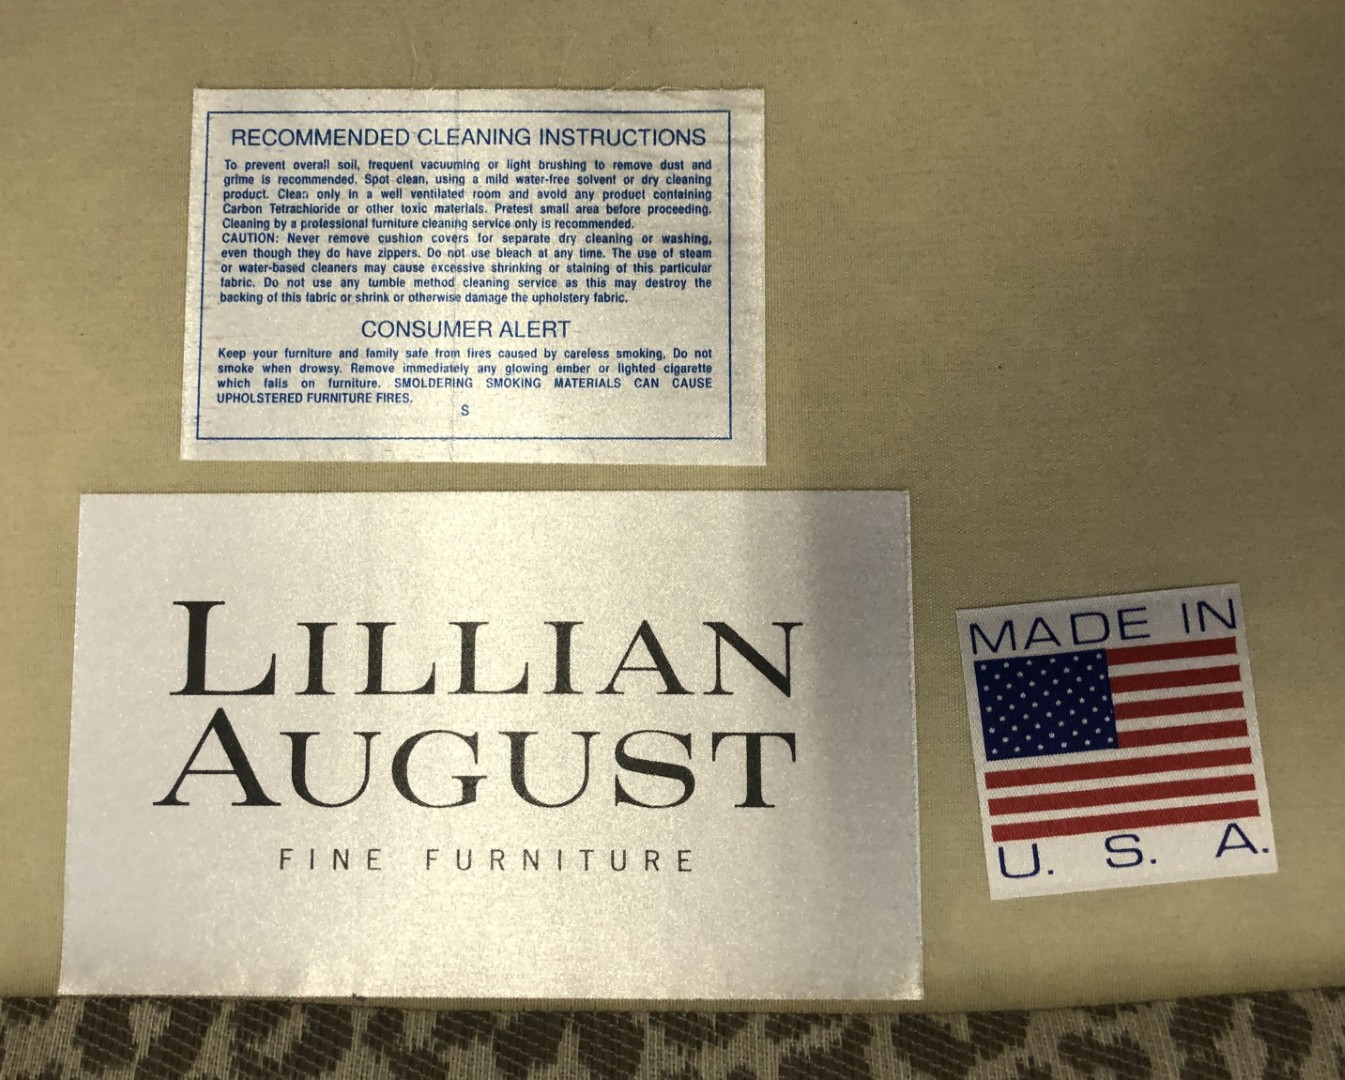 RECOMMENDED CLEANING INSTRUCTIONS
To prevent overall soil, frequent vacuuming or light brushing to remove dust and
grime is recommended. Spot clean, using a mild water-free solvent or dry cleaning
product. Clean only in a well ventilated room and avoid any product containing
Carbon Tetrachloride or other toxic materials. Pretest small area before proceeding.
Cleaning by a professional furniture cleaning service only is recommended.
CAUTION: Never remove cushion covers for separate dry cleaning or washing,
even though they do have zippers. Do not use bleach at any time. The use of steam
or water-based cleaners may cause excessive shrinking or staining of this particular
fabric. Do not use any tumble method cleaning service as this may destroy the
backing of this fabric or shrink or otherwise damage the upholstery fabric.
CONSUMER ALERT
Keep your furniture and family safe from fires caused by careless smoking. Do not
smoke when drowsy. Remove immediately any glowing ember or lighted cigarette
which falls on furniture. SMOLDERING SMOKING MATERIALS CAN CAUSE
UPHOLSTERED FURNITURE FIRES.
S
LILLIAN
AUGUST
FINE FURNITURE
MADE IN
U. S. A.